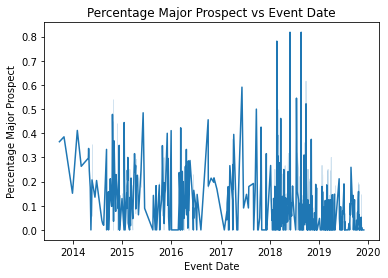 Percentage Major Prospect vs Event Date
Percentage Major Prospect
0.8
0.7
0.6
0.5
0.4
0.3
0.2
0.1
0.0
2014 2015 2016 2017 2018 2019 2020
Event Date